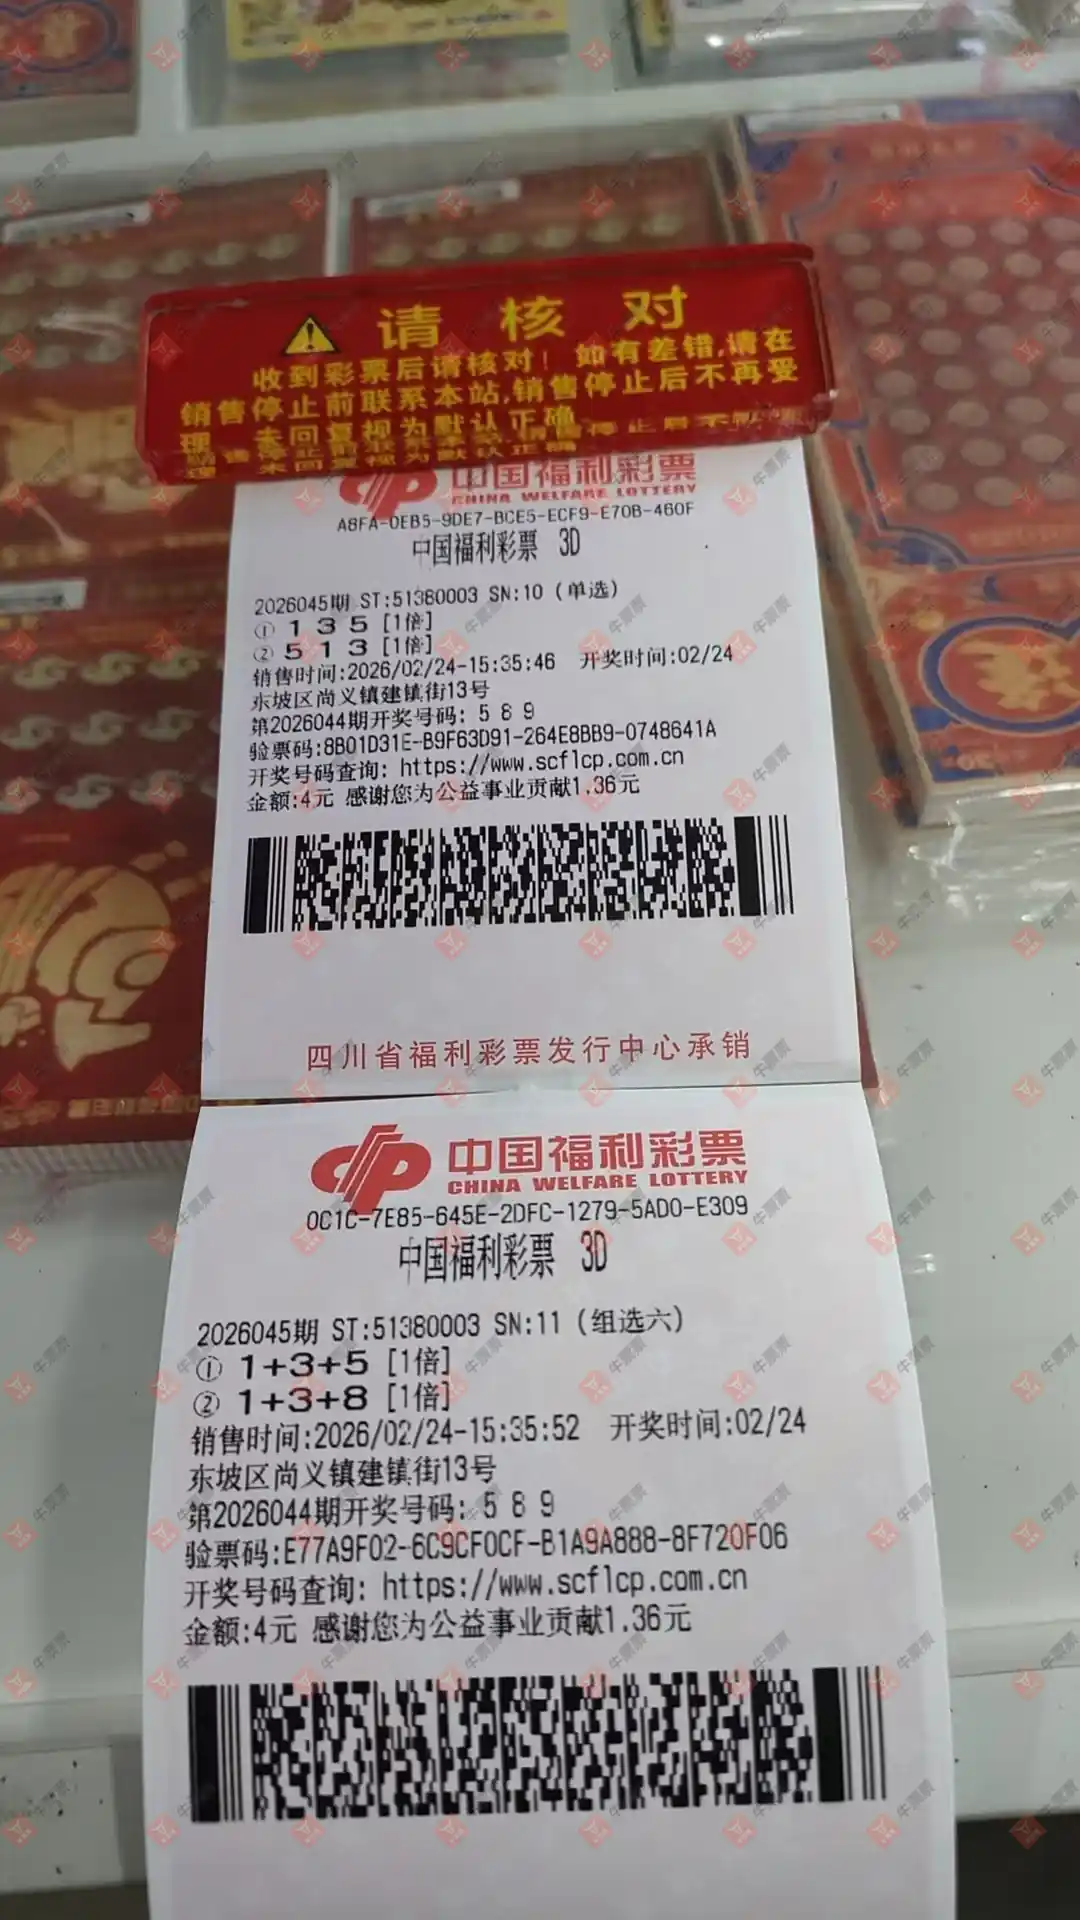 请核对
收到彩票后请核对！如有差错,请在
销售停止前联系本站,销售停止后不再受
理 未回复视为默认正确
中国福利彩票
CHINA WELFARE LOTTERY
A8FA-0EB5-9DE7-BCE5-ECF9-E70B-460F
中国福利彩票 3D
2026045期 ST:51380003 SN:10 (单选)
① 1 3 5 [1倍]
② 5 1 3 [1倍]
销售时间:2026/02/24-15:35:46 开奖时间:02/24
东坡区尚义镇建镇街13号
第2026044期开奖号码: 5 8 9
验票码:8B01D31E-B9F63D91-264E8BB9-0748641A
开奖号码查询: https://www.scflcp.com.cn
金额:4元 感谢您为公益事业贡献1.36元
四川省福利彩票发行中心承销
中国福利彩票
CHINA WELFARE LOTTERY
0C1C-7E85-645E-2DFC-1279-5AD0-E309
中国福利彩票 3D
2026045期 ST:51380003 SN:11 (组选六)
① 1+3+5 [1倍]
② 1+3+8 [1倍]
销售时间:2026/02/24-15:35:52 开奖时间:02/24
东坡区尚义镇建镇街13号
第2026044期开奖号码: 5 8 9
验票码:E77A9F02-6C9CF0CF-B1A9A888-8F720F06
开奖号码查询: https://www.scflcp.com.cn
金额:4元 感谢您为公益事业贡献1.36元